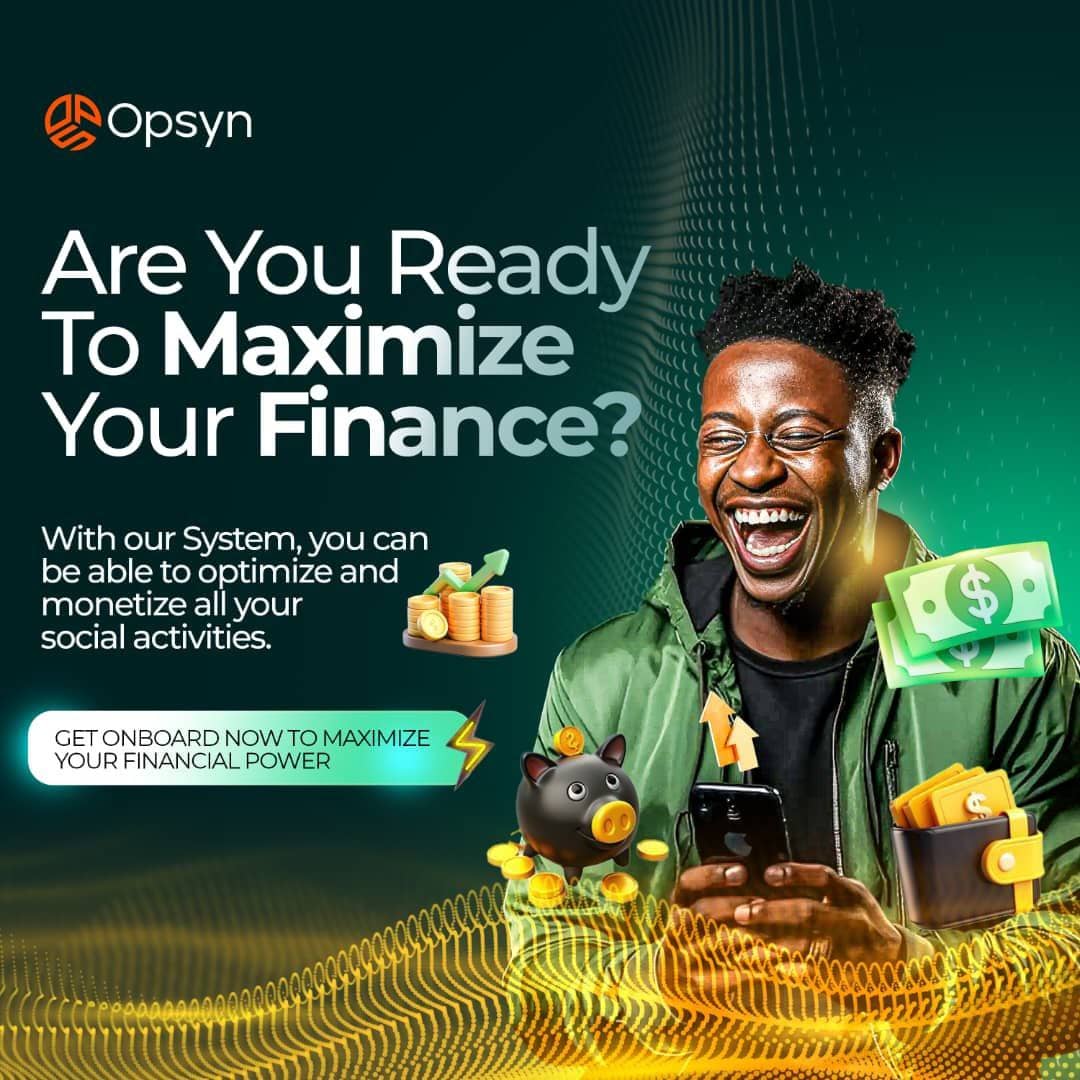 Opsyn
Are You Ready
To Maximize
Your Finance?
With our System, you can
be able to optimize and
monetize all your
social activities.
GET ONBOARD NOW TO MAXIMIZE
YOUR FINANCIAL POWER